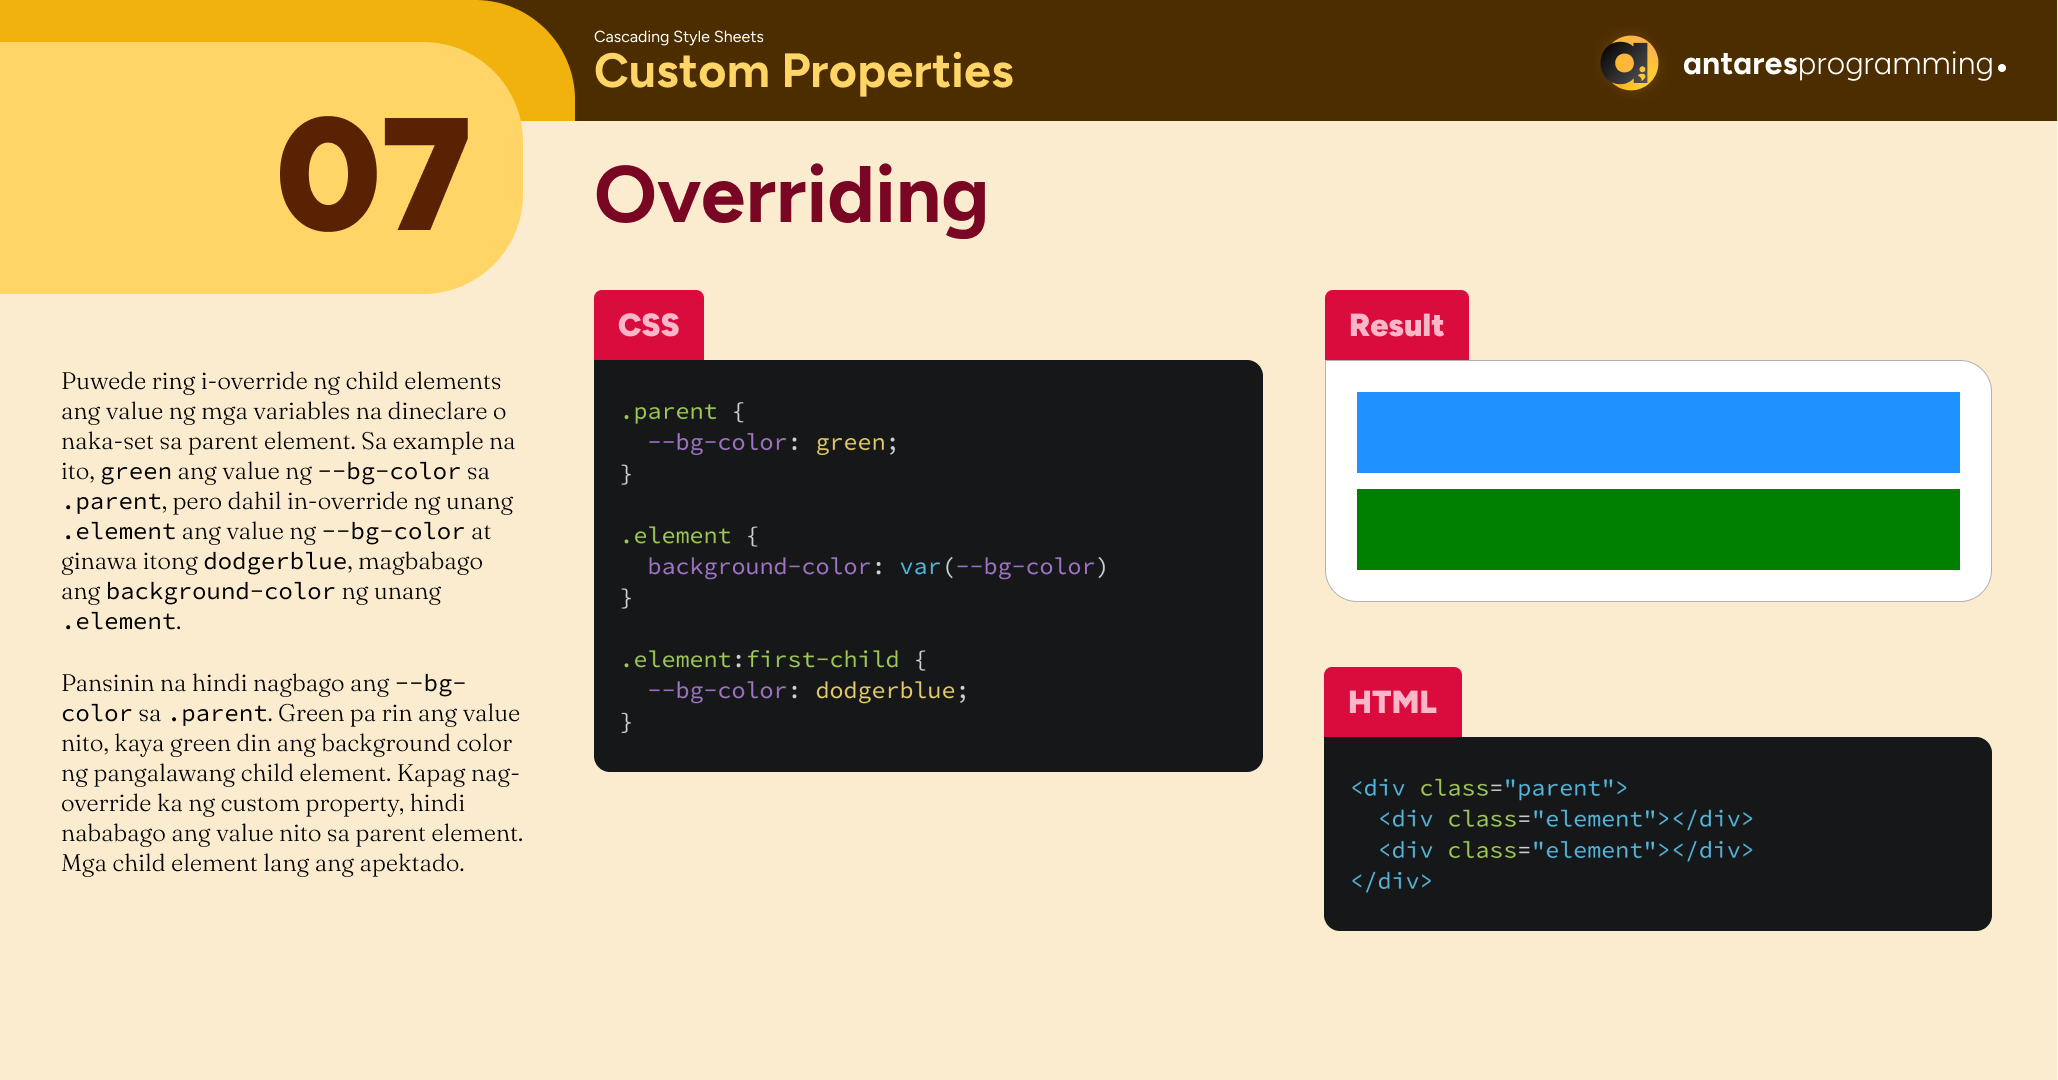 Cascading Style Sheets
Custom Properties
antaresprogramming.
07
Overriding
Puwede ring i-override ng child elements
ang value ng mga variables na dineclare o
naka-set sa parent element. Sa example na
ito, green ang value ng --bg-color sa
.parent, pero dahil in-override ng unang
.element ang value ng --bg-color at
ginawa itong dodgerblue, magbabago
ang background-color ng unang
.element.
Pansinin na hindi nagbago ang --bg-
color sa .parent. Green pa rin ang value
nito, kaya green din ang background color
ng pangalawang child element. Kapag nag-
override ka ng custom property, hindi
nababago ang value nito sa parent element.
Mga child element lang ang apektado.
CSS
.parent {
  --bg-color: green;
}
.element {
  background-color: var(--bg-color)
}
.element:first-child {
  --bg-color: dodgerblue;
}
Result
HTML
<div class="parent">
  <div class="element"></div>
  <div class="element"></div>
</div>